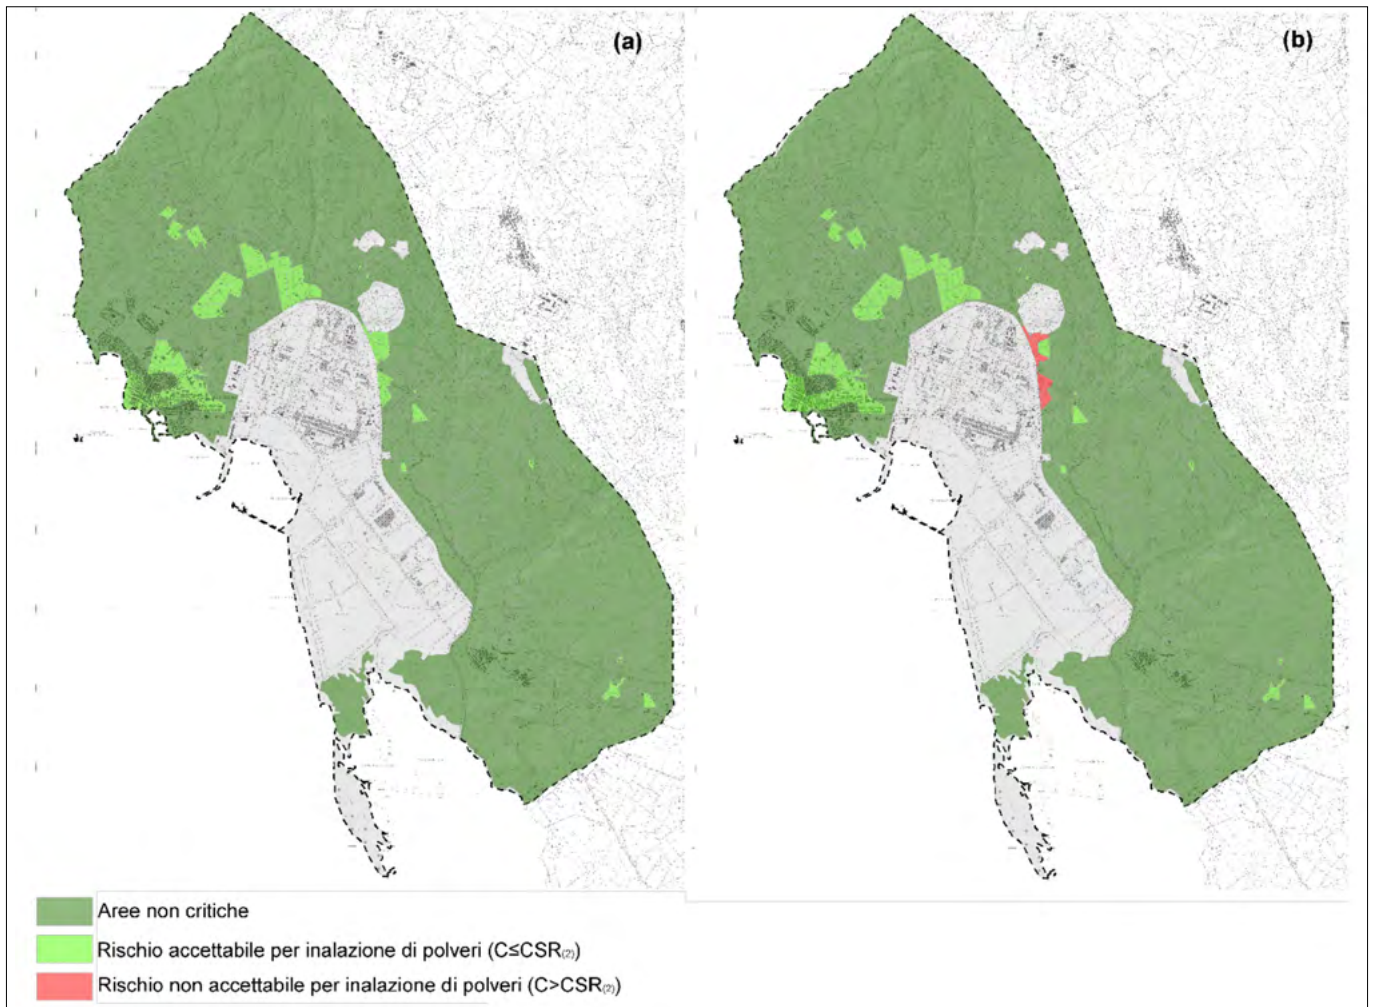 (a)
(b)
Aree non critiche
Rischio accettabile per inalazione di polveri (C≤CSR(2))
Rischio non accettabile per inalazione di polveri (C>CSR(2))